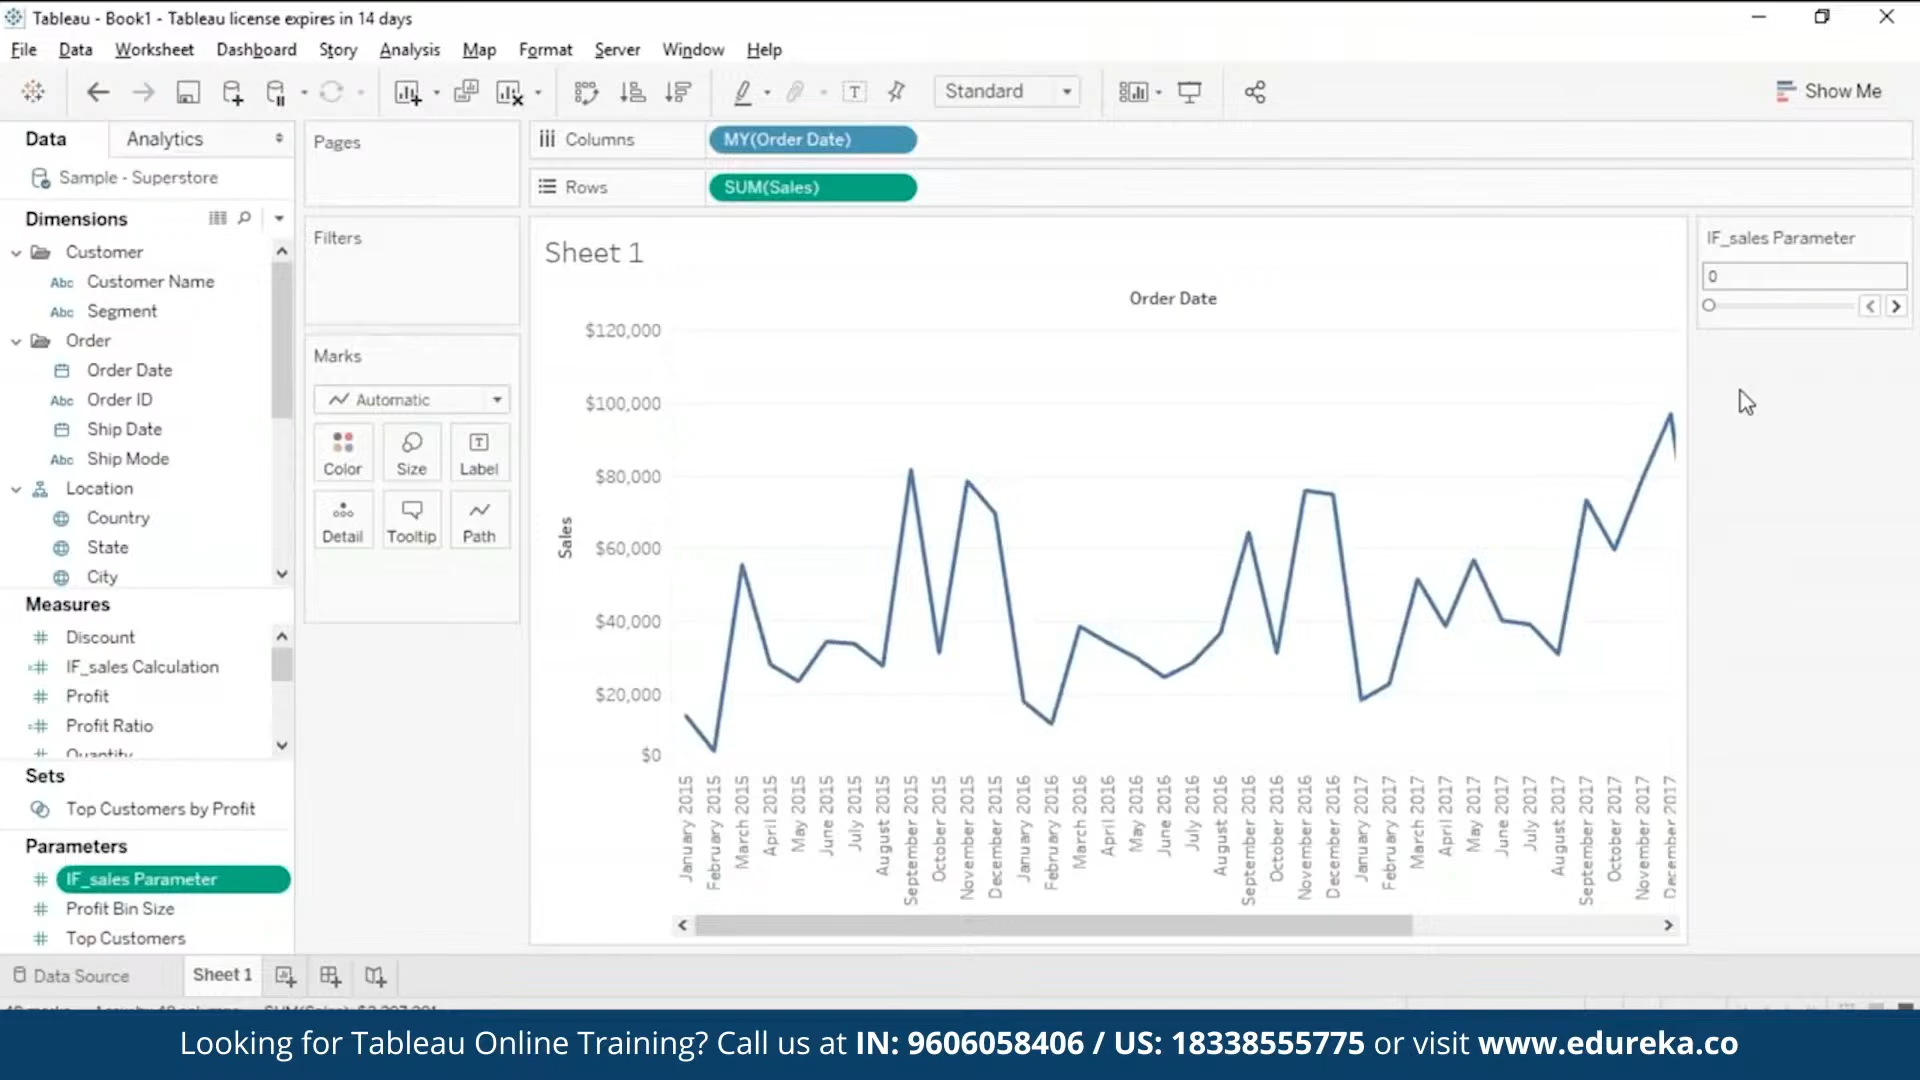 Tableau - Book1 - Tableau license expires in 14 days
File Data Worksheet Dashboard Story Analysis Map Format Server Window Help
Standard
Show Me
Data
Analytics
Sample - Superstore
Dimensions
Customer
Abc Customer Name
Abc Segment
Order
Order Date
Abc Order ID
Ship Date
Abc Ship Mode
Location
Country
State
City
Measures
Discount
IF_sales Calculation
Profit
Profit Ratio
Quantity
Sets
Top Customers by Profit
Parameters
IF_sales Parameter
Profit Bin Size
Top Customers
Pages
Filters
Marks
Automatic
Color Size Label
Detail Tooltip Path
Columns MY(Order Date)
Rows SUM(Sales)
Sheet 1
Order Date
Sales
$120,000
$100,000
$80,000
$60,000
$40,000
$20,000
$0
January 2015
February 2015
March 2015
April 2015
May 2015
June 2015
July 2015
August 2015
September 2015
October 2015
November 2015
December 2015
January 2016
February 2016
March 2016
April 2016
May 2016
June 2016
July 2016
August 2016
September 2016
October 2016
November 2016
December 2016
January 2017
February 2017
March 2017
April 2017
May 2017
June 2017
July 2017
August 2017
September 2017
October 2017
November 2017
December 2017
IF_sales Parameter
0
Data Source
Sheet 1
Looking for Tableau Online Training? Call us at IN: 9606058406 / US: 18338555775 or visit www.edureka.co